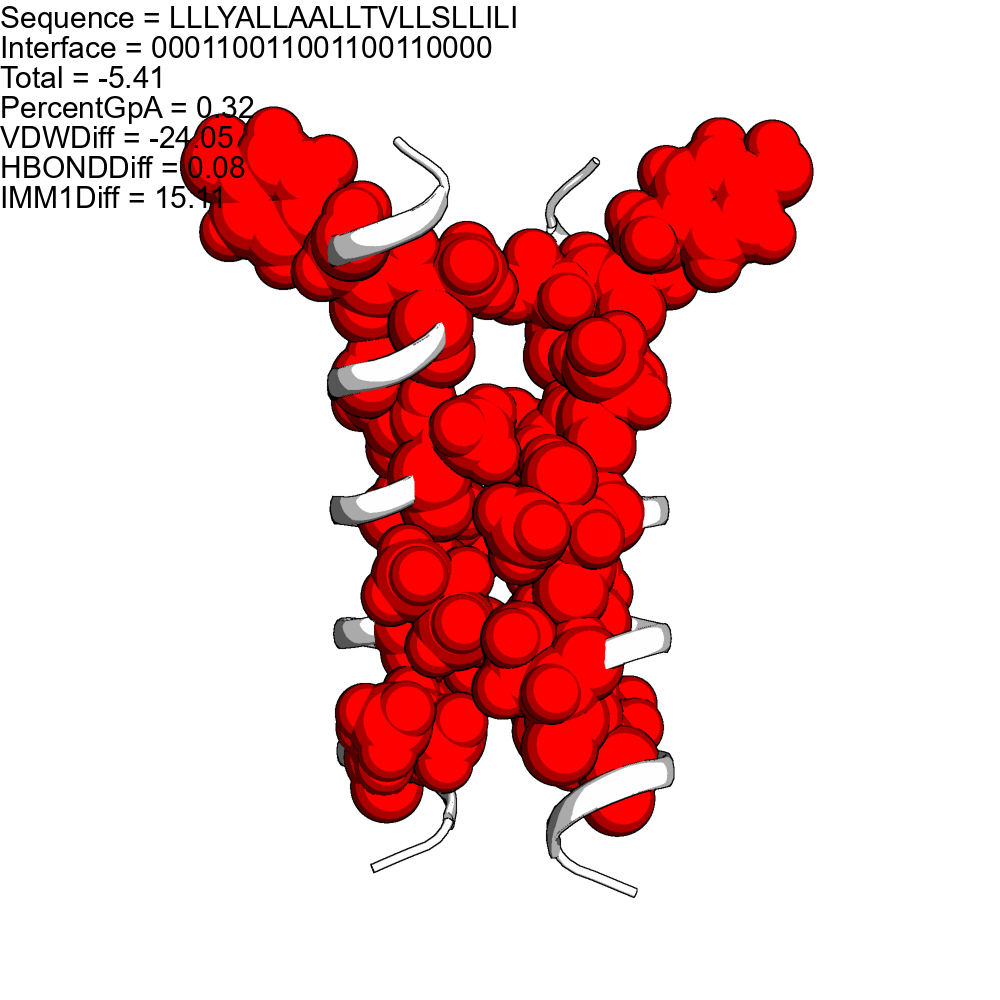 Sequence = LLLYALLAALLTVLLSLLILI
Interface = 000110011001100110000
Total = -5.41
PercentGpA = 0.32
VDWDiff = -24.05
HBONDDiff = 0.08
IMM1Diff = 15.11